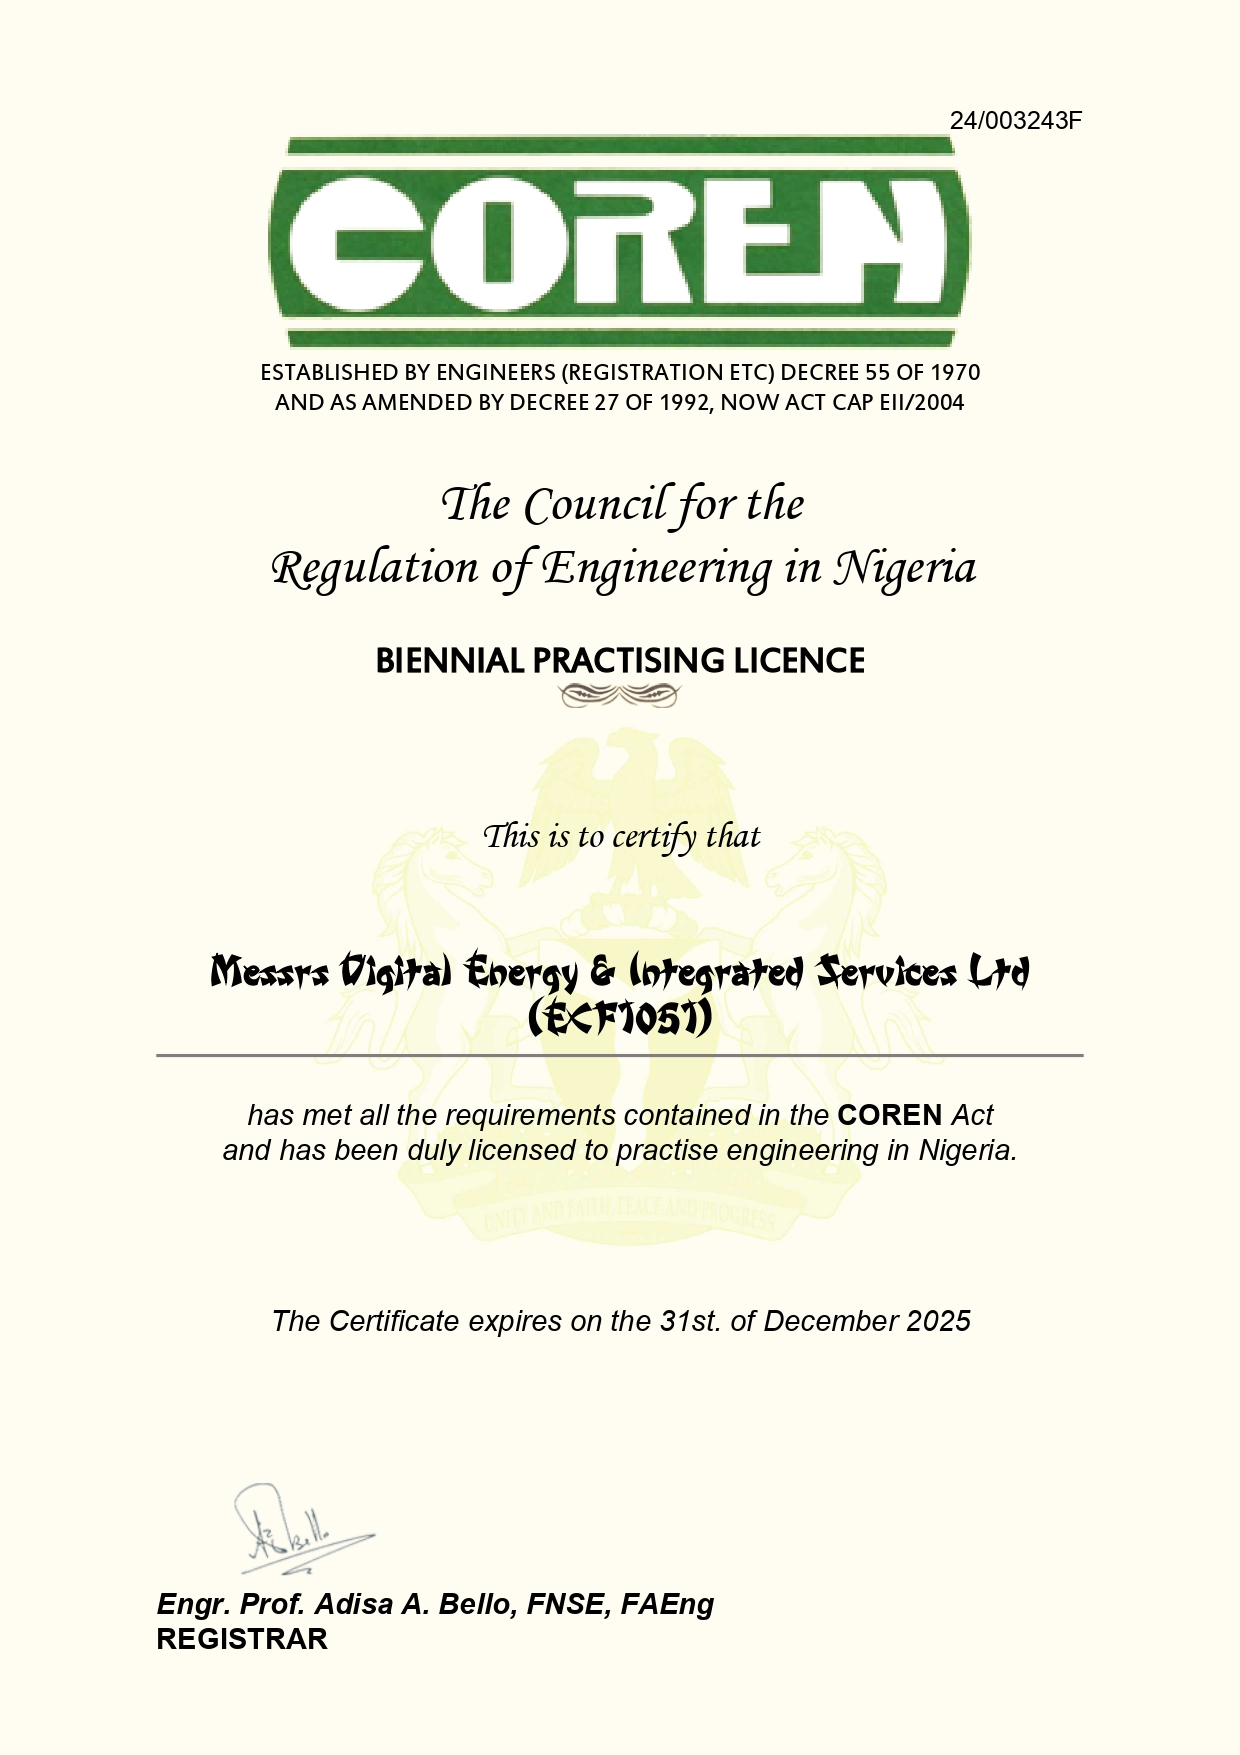 24/003243F
COREN
ESTABLISHED BY ENGINEERS (REGISTRATION ETC) DECREE 55 OF 1970
AND AS AMENDED BY DECREE 27 OF 1992, NOW ACT CAP EII/2004
The Council for the
Regulation of Engineering in Nigeria
BIENNIAL PRACTISING LICENCE
This is to certify that
Messrs Digital Energy & Integrated Services Ltd
(EXF1051)
has met all the requirements contained in the COREN Act
and has been duly licensed to practise engineering in Nigeria.
UNITY AND FAITH, PEACE AND PROGRESS
The Certificate expires on the 31st. of December 2025
Bello
Engr. Prof. Adisa A. Bello, FNSE, FAEng
REGISTRAR